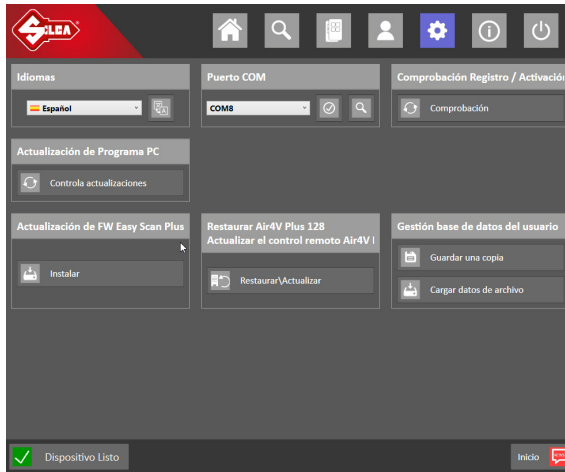 SILCA
Idiomas
Puerto COM
Comprobación Registro / Activación
Español
COM8
Comprobación
Actualización de Programa PC
Controla actualizaciones
Actualización de FW Easy Scan Plus
Restaurar Air4V Plus 128
Actualizar el control remoto Air4V
Gestión base de datos del usuario
Instalar
Restaurar\Actualizar
Guardar una copia
Cargar datos de archivo
Dispositivo Listo
Inicio